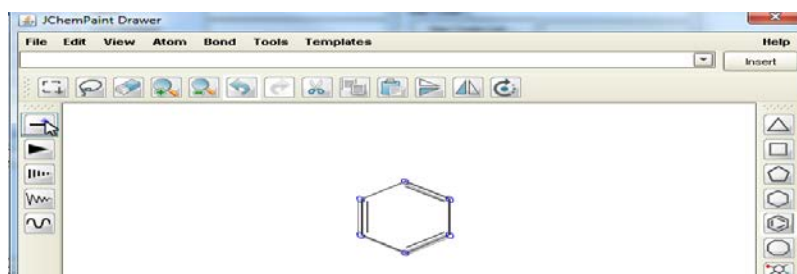 JChemPaint Drawer
File Edit View Atom Bond Tools Templates Help
Insert